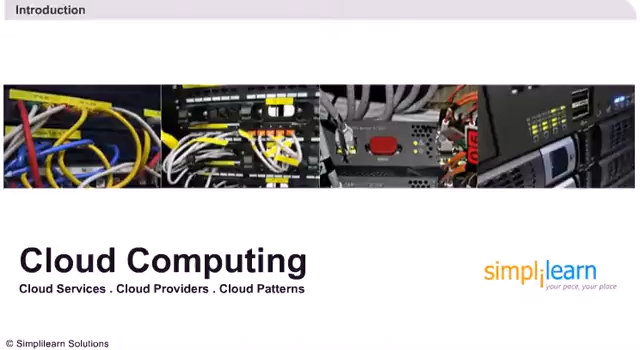 Introduction
Cloud Computing
Cloud Services . Cloud Providers . Cloud Patterns
simplilearn
your pace, your place
© Simplilearn Solutions